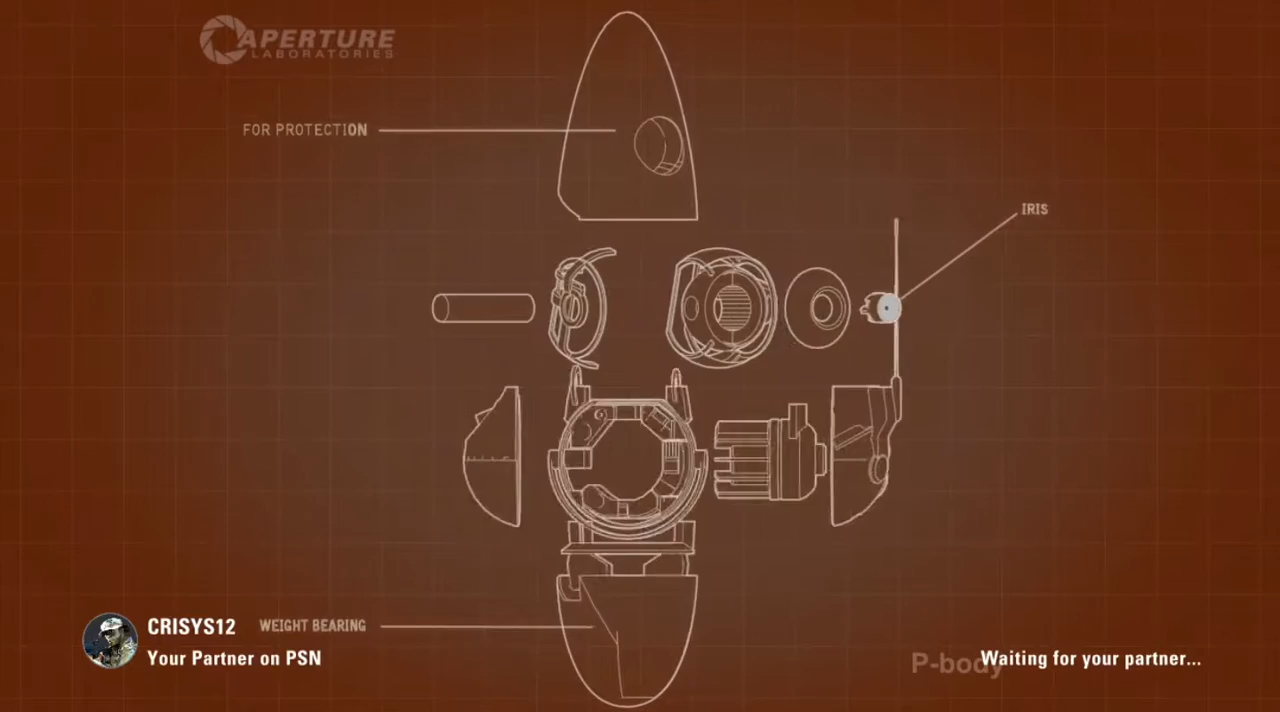 APERTURE
LABORATORIES
FOR PROTECTION
IRIS
CRISYS12
WEIGHT BEARING
Your Partner on PSN
P-body
Waiting for your partner...